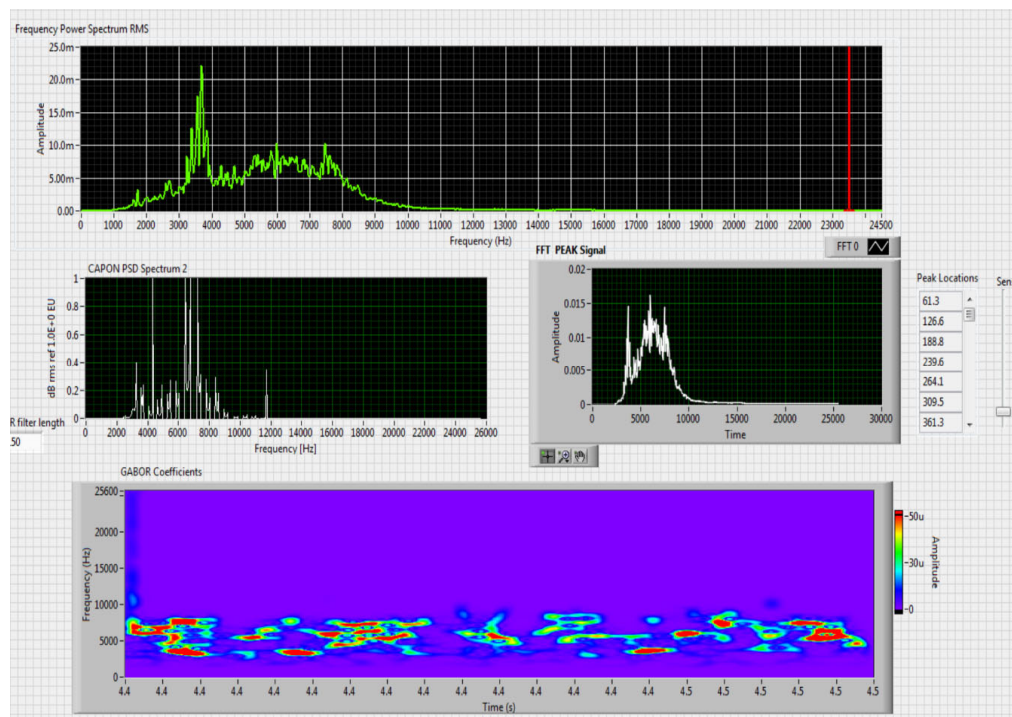 Frequency Power Spectrum RMS
25.0m
20.0m
15.0m
10.0m
5.00m
0.00
Amplitude
0 1000 2000 3000 4000 5000 6000 7000 8000 9000 10000 11000 12000 13000 14000 15000 16000 17000 18000 19000 20000 21000 22000 23000 24500
Frequency (Hz)
FFT 0
CAPON PSD Spectrum 2
1
0.8
0.6
0.4
0.2
0
dB rms ref 1.0E+0 EU
0 2000 4000 6000 8000 10000 12000 14000 16000 18000 20000 22000 24000 26000
Frequency [Hz]
R filter length
50
FFT PEAK Signal
0.02
0.015
0.01
0.005
0
Amplitude
0 5000 10000 15000 20000 25000 30000
Time
Peak Locations
61.3
126.6
188.8
239.6
264.1
309.5
361.3
Sen
GABOR Coefficients
25600
20000
15000
10000
5000
0
Frequency (Hz)
4.4 4.4 4.4 4.4 4.4 4.4 4.4 4.4 4.4 4.4 4.4 4.4 4.4 4.4 4.4 4.5 4.5 4.5 4.5 4.5 4.5
Time (s)
50u
30u
0
Amplitude